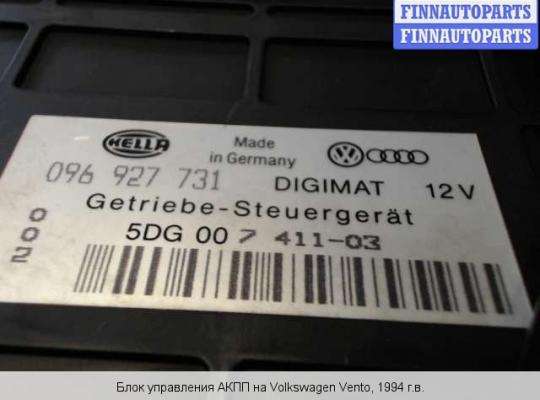 FINNAUTOPARTS
FINNAUTOPARTS
HELLA
Made
in Germany
096 927 731 DIGIMAT 12V
Getriebe-Steuergerät
002
5DG 007 411-03
Блок управления АКПП на Volkswagen Vento, 1994 г.в.